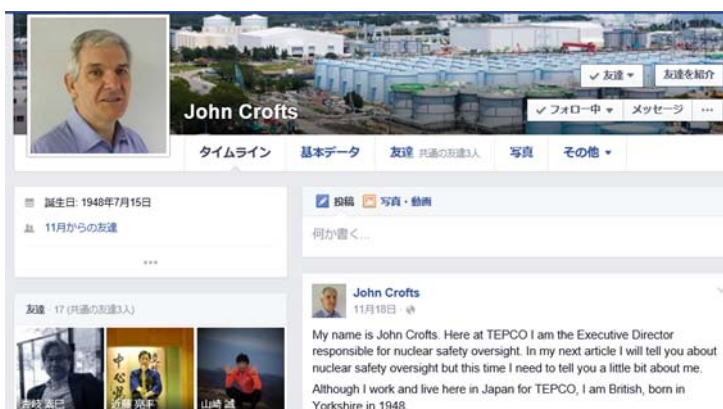 ✓ 友達 ▼ 友達を紹介
John Crofts
✓ フォロー中 ▼ メッセージ ...
タイムライン 基本データ 友達 共通の友達3人 写真 その他 ▼
誕生日: 1948年7月15日
11月からの友達
...
投稿 写真・動画
何か書く...
友達 · 17 (共通の友達3人)
近藤 亮平 山崎 誠
John Crofts
11月18日 ·
My name is John Crofts. Here at TEPCO I am the Executive Director
responsible for nuclear safety oversight. In my next article I will tell you about
nuclear safety oversight but this time I need to tell you a little bit about me.
Although I work and live here in Japan for TEPCO, I am British, born in
Yorkshire in 1948.